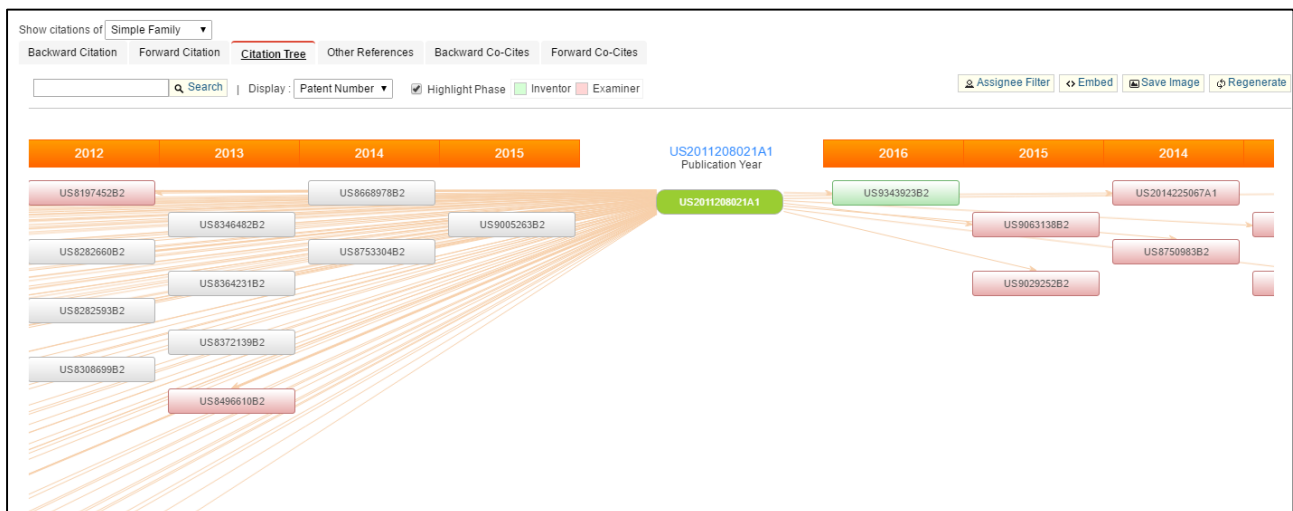 Show citations of Simple Family
Backward Citation Forward Citation Citation Tree Other References Backward Co-Cites Forward Co-Cites
Search | Display : Patent Number Highlight Phase Inventor Examiner Assignee Filter Embed Save Image Regenerate
2012 2013 2014 2015 US2011208021A1 2016 2015 2014
Publication Year
US8197452B2 US8668978B2 US2011208021A1 US9343923B2 US2014225067A1
US8346482B2 US9005263B2 US9063138B2
US8282660B2 US8753304B2 US8750983B2
US8364231B2 US9029252B2
US8282593B2
US8372139B2
US8308699B2
US8496610B2